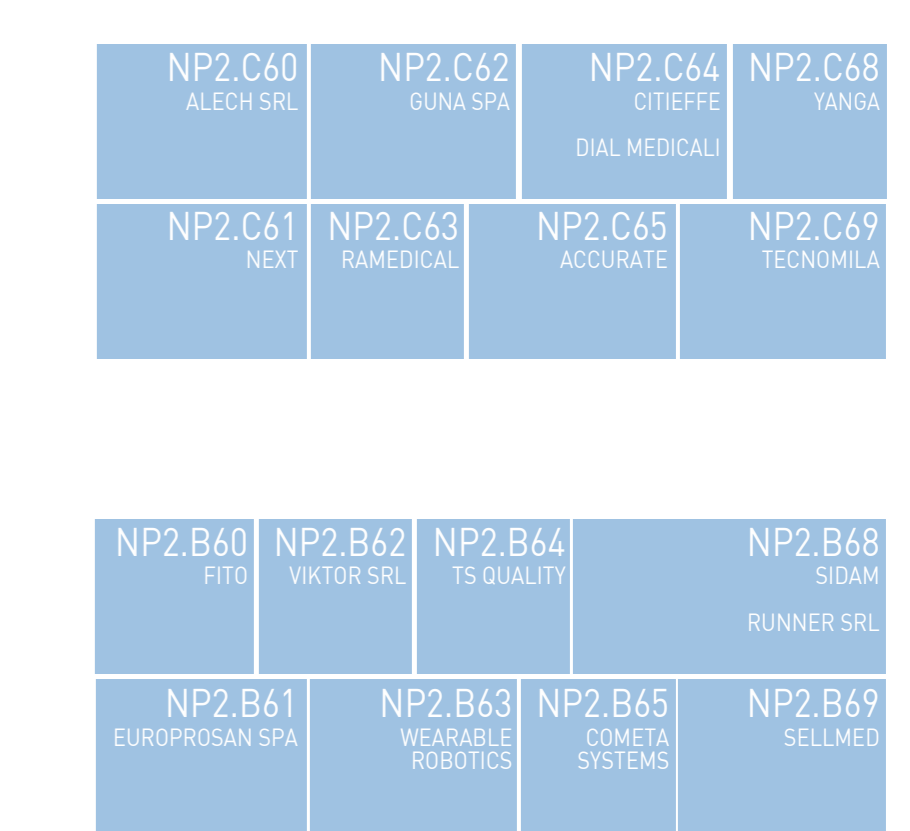 NP2.C60
ALECH SRL
NP2.C62
GUNA SPA
NP2.C64
CITIEFFE
DIAL MEDICALI
NP2.C68
YANGA
NP2.C61
NEXT
NP2.C63
RAMEDICAL
NP2.C65
ACCURATE
NP2.C69
TECNOMILA
NP2.B60
FITO
NP2.B62
VIKTOR SRL
NP2.B64
TS QUALITY
NP2.B68
SIDAM
RUNNER SRL
NP2.B61
EUROPROSAN SPA
NP2.B63
WEARABLE
ROBOTICS
NP2.B65
COMETA
SYSTEMS
NP2.B69
SELLMED